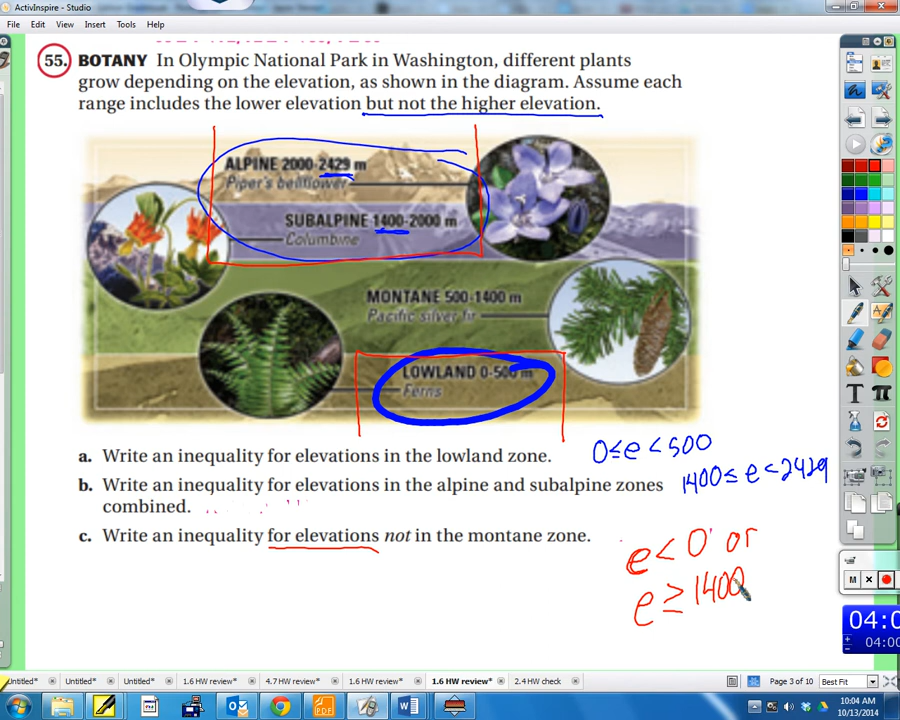 ActivInspire - Studio
File Edit View Insert Tools Help
55. BOTANY In Olympic National Park in Washington, different plants
grow depending on the elevation, as shown in the diagram. Assume each
range includes the lower elevation but not the higher elevation.
ALPINE 2000-2429 m
Piper's bellflower
SUBALPINE 1400-2000 m
Columbine
MONTANE 500-1400 m
Pacific silver fir
LOWLAND 0-500 m
Ferns
a. Write an inequality for elevations in the lowland zone.
0≤e<500
b. Write an inequality for elevations in the alpine and subalpine zones
combined.
1400≤e<2429
c. Write an inequality for elevations not in the montane zone.
e<0 or
e≥1400
M
04:0
04:00
Untitled* Untitled* Untitled* 1.6 HW review* 4.7 HW review* 1.6 HW review* 1.6 HW review* 2.4 HW check
Page 3 of 10 Best Fit
PDF
10:04 AM
10/13/2014